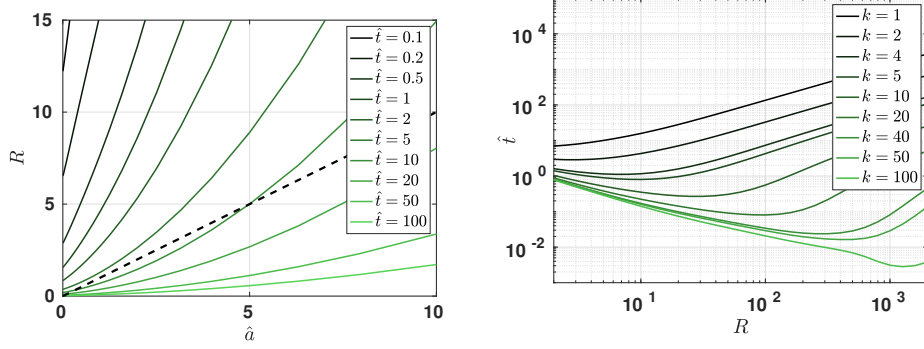 15
10
5
0
R
0
5
10
â
t̂ = 0.1
t̂ = 0.2
t̂ = 0.5
t̂ = 1
t̂ = 2
t̂ = 5
t̂ = 10
t̂ = 20
t̂ = 50
t̂ = 100
10⁴
10²
10⁰
10⁻²
t̂
10¹
10²
10³
R
k = 1
k = 2
k = 4
k = 5
k = 10
k = 20
k = 40
k = 50
k = 100